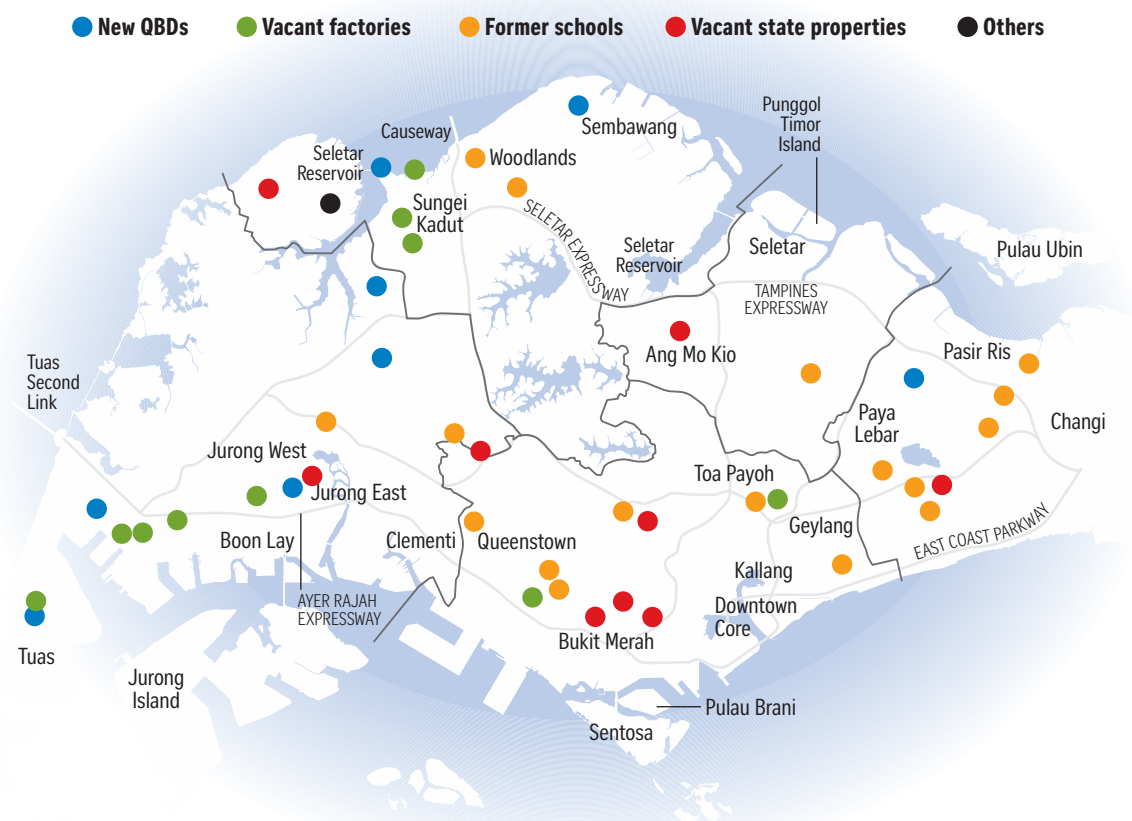 New QBDs
Vacant factories
Former schools
Vacant state properties
Others
Causeway
Seletar
Reservoir
Woodlands
Sembawang
Punggol
Timor
Island
Sungei
Kadut
SELETAR EXPRESSWAY
Seletar
Reservoir
Seletar
Pulau Ubin
TAMPINES
EXPRESSWAY
Ang Mo Kio
Pasir Ris
Tuas
Second
Link
Paya
Lebar
Changi
Jurong West
Jurong East
Toa Payoh
Boon Lay
Clementi
Queenstown
Geylang
EAST COAST PARKWAY
Kallang
AYER RAJAH
EXPRESSWAY
Downtown
Core
Bukit Merah
Tuas
Jurong
Island
Pulau Brani
Sentosa